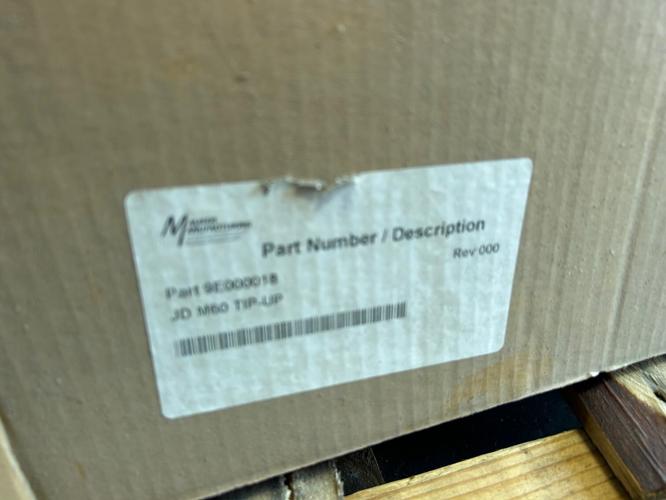 Part Number / Description
Rev 000
Part 9E000018
JD M60 TIP-UP